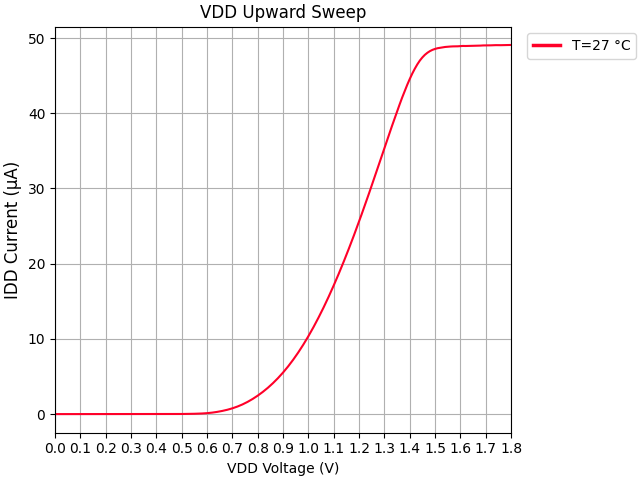 VDD Upward Sweep
T=27 °C
IDD Current (μA)
50
40
30
20
10
0
0.0 0.1 0.2 0.3 0.4 0.5 0.6 0.7 0.8 0.9 1.0 1.1 1.2 1.3 1.4 1.5 1.6 1.7 1.8
VDD Voltage (V)